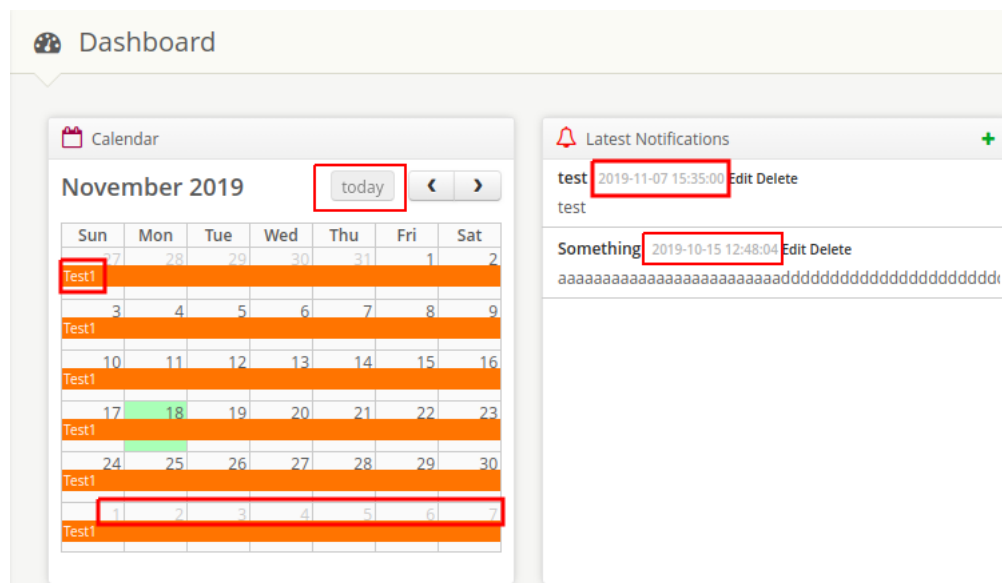 Dashboard
Calendar
November 2019 today
Sun Mon Tue Wed Thu Fri Sat
27 28 29 30 31 1 2
Test1
3 4 5 6 7 8 9
Test1
10 11 12 13 14 15 16
Test1
17 18 19 20 21 22 23
Test1
24 25 26 27 28 29 30
Test1
1 2 3 4 5 6 7
Test1
Latest Notifications
test 2019-11-07 15:35:00 Edit Delete
test
Something 2019-10-15 12:48:04 Edit Delete